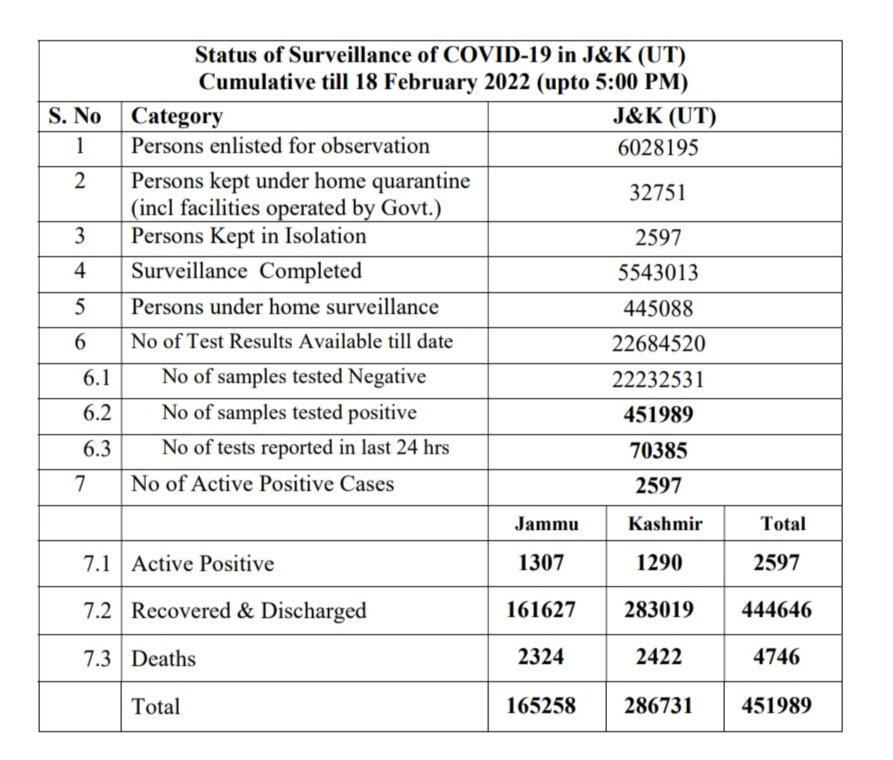 Status of Surveillance of COVID-19 in J&K (UT)
Cumulative till 18 February 2022 (upto 5:00 PM)
S. No Category J&K (UT)
1 Persons enlisted for observation 6028195
2 Persons kept under home quarantine
(incl facilities operated by Govt.) 32751
3 Persons Kept in Isolation 2597
4 Surveillance Completed 5543013
5 Persons under home surveillance 445088
6 No of Test Results Available till date 22684520
6.1 No of samples tested Negative 22232531
6.2 No of samples tested positive 451989
6.3 No of tests reported in last 24 hrs 70385
7 No of Active Positive Cases 2597
Jammu Kashmir Total
7.1 Active Positive 1307 1290 2597
7.2 Recovered & Discharged 161627 283019 444646
7.3 Deaths 2324 2422 4746
Total 165258 286731 451989